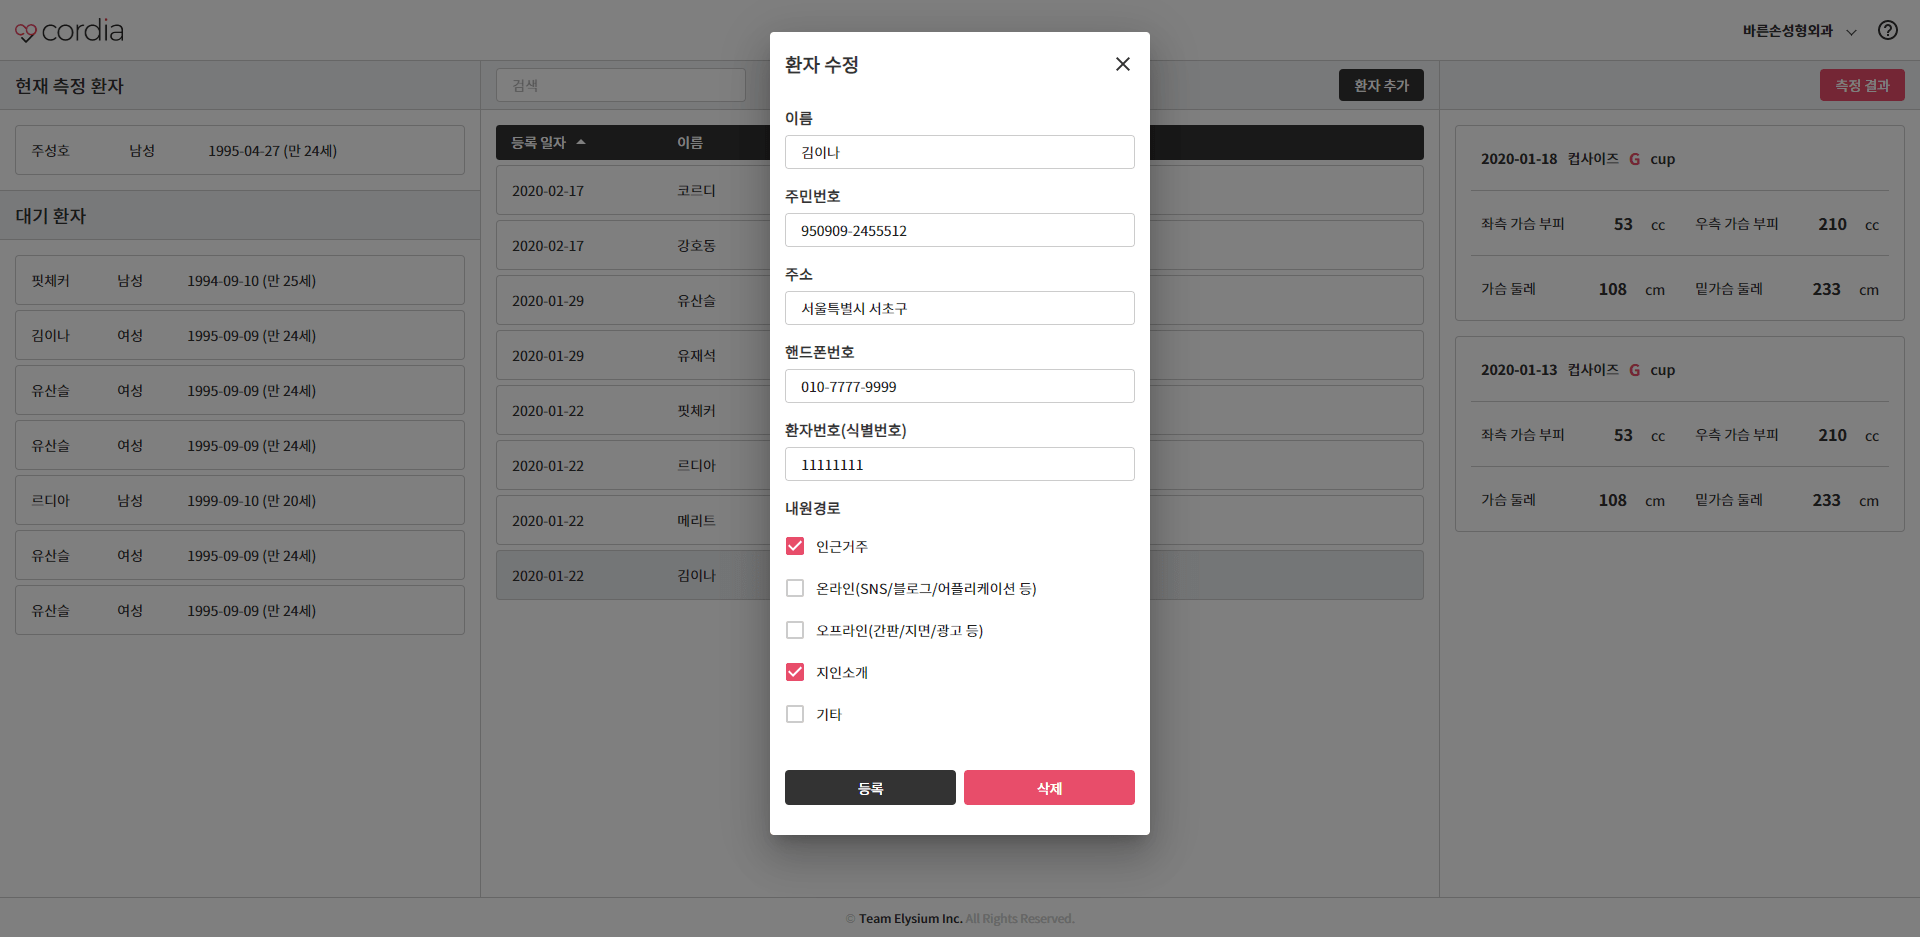 cordia
바른손성형외과
현재 측정 환자
주성호 남성 1995-04-27 (만 24세)
대기 환자
핏체커 남성 1994-09-10 (만 25세)
김이나 여성 1995-09-09 (만 24세)
유산슬 여성 1995-09-09 (만 24세)
유산슬 여성 1995-09-09 (만 24세)
르디아 남성 1999-09-10 (만 20세)
유산슬 여성 1995-09-09 (만 24세)
유산슬 여성 1995-09-09 (만 24세)
검색
환자 추가
등록 일자 이름
2020-02-17 코르디
2020-02-17 강호동
2020-01-29 유산슬
2020-01-29 유재석
2020-01-22 핏체커
2020-01-22 르디아
2020-01-22 메리트
2020-01-22 김이나
환자 수정
이름
김이나
주민번호
950909-2455512
주소
서울특별시 서초구
핸드폰번호
010-7777-9999
환자번호(식별번호)
11111111
내원경로
인근거주
온라인(SNS/블로그/어플리케이션 등)
오프라인(간판/지면/광고 등)
지인소개
기타
등록 삭제
측정 결과
2020-01-18 컵사이즈 G cup
좌측 가슴 부피 53 cc 우측 가슴 부피 210 cc
가슴 둘레 108 cm 밑가슴 둘레 233 cm
2020-01-13 컵사이즈 G cup
좌측 가슴 부피 53 cc 우측 가슴 부피 210 cc
가슴 둘레 108 cm 밑가슴 둘레 233 cm
© Team Elysium Inc. All Rights Reserved.